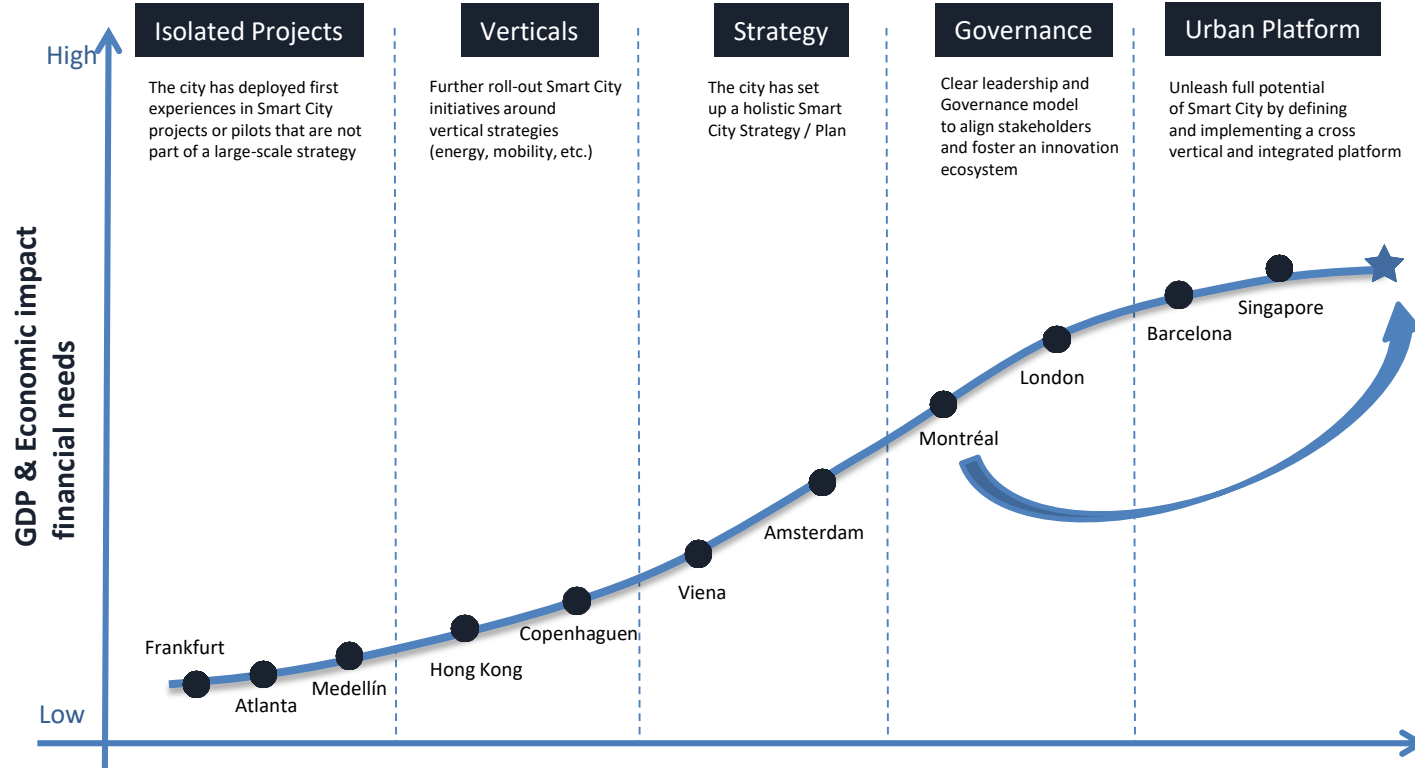 Isolated Projects
Verticals
Strategy
Governance
Urban Platform
High
The city has deployed first
experiences in Smart City
projects or pilots that are not
part of a large-scale strategy
Further roll-out Smart City
initiatives around
vertical strategies
(energy, mobility, etc.)
The city has set
up a holistic Smart
City Strategy / Plan
Clear leadership and
Governance model
to align stakeholders
and foster an innovation
ecosystem
Unleash full potential
of Smart City by defining
and implementing a cross
vertical and integrated platform
GDP & Economic impact
financial needs
Frankfurt
Atlanta
Medellín
Hong Kong
Copenhaguen
Viena
Amsterdam
Montréal
London
Barcelona
Singapore
Low